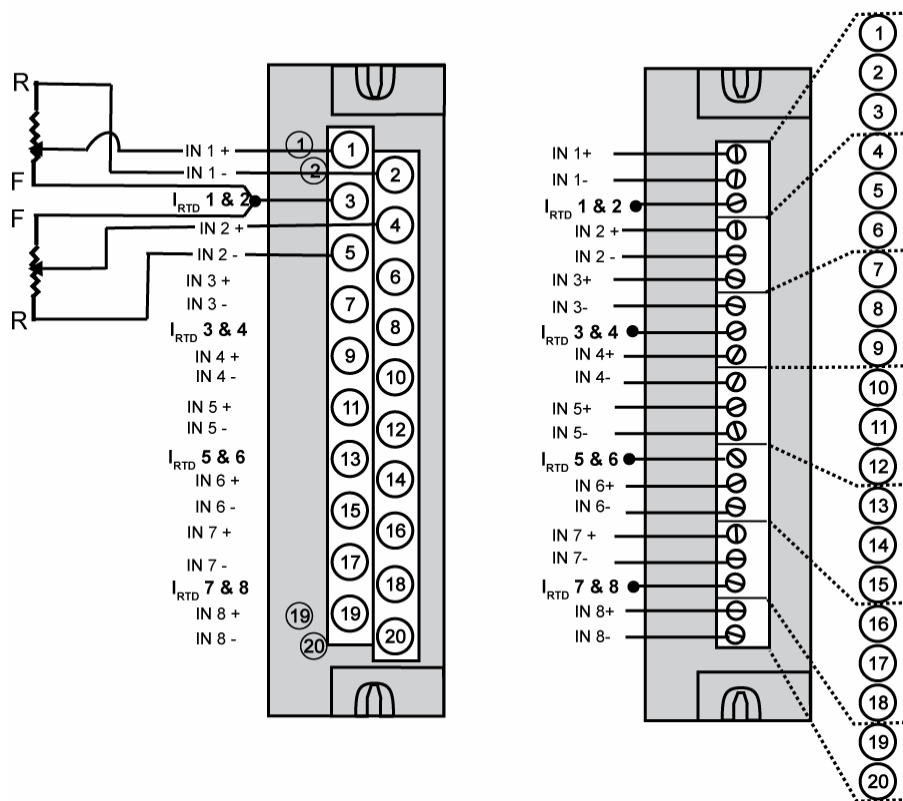 R
F
F
R
IN 1 +
IN 1 -
IRTD 1 & 2
IN 2 +
IN 2 -
IN 3 +
IN 3 -
IRTD 3 & 4
IN 4 +
IN 4 -
IN 5 +
IN 5 -
IRTD 5 & 6
IN 6 +
IN 6 -
IN 7 +
IN 7 -
IRTD 7 & 8
IN 8 +
IN 8 -
1
2
19
20
1
2
3
4
5
6
7
8
9
10
11
12
13
14
15
16
17
18
19
20
IN 1+
IN 1-
IRTD 1 & 2
IN 2 +
IN 2 -
IN 3+
IN 3-
IRTD 3 & 4
IN 4+
IN 4-
IN 5+
IN 5-
IRTD 5 & 6
IN 6+
IN 6-
IN 7 +
IN 7-
IRTD 7 & 8
IN 8+
IN 8-
1
2
3
4
5
6
7
8
9
10
11
12
13
14
15
16
17
18
19
20